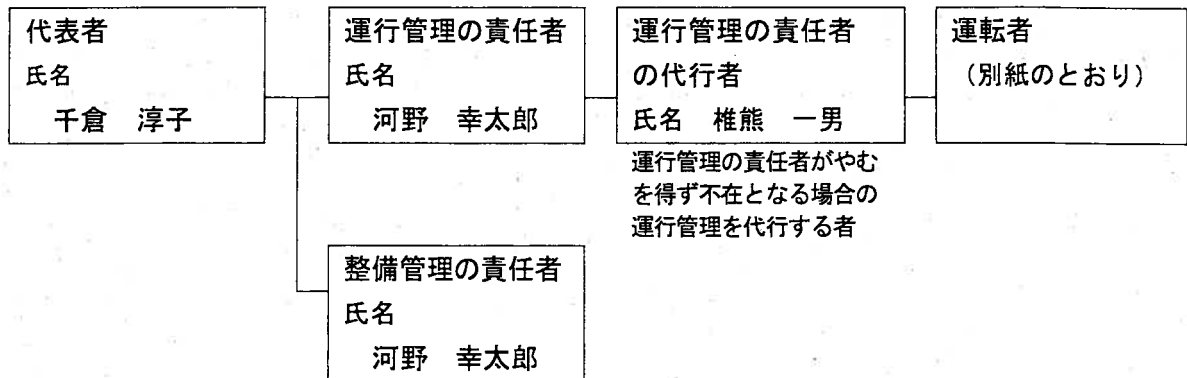 代表者
氏名
千倉 淳子
運行管理の責任者
氏名
河野 幸太郎
運行管理の責任者
の代行者
氏名 椎熊 一男
運行管理の責任者がやむ
を得ず不在となる場合の
運行管理を代行する者
運転者
(別紙のとおり)
整備管理の責任者
氏名
河野 幸太郎